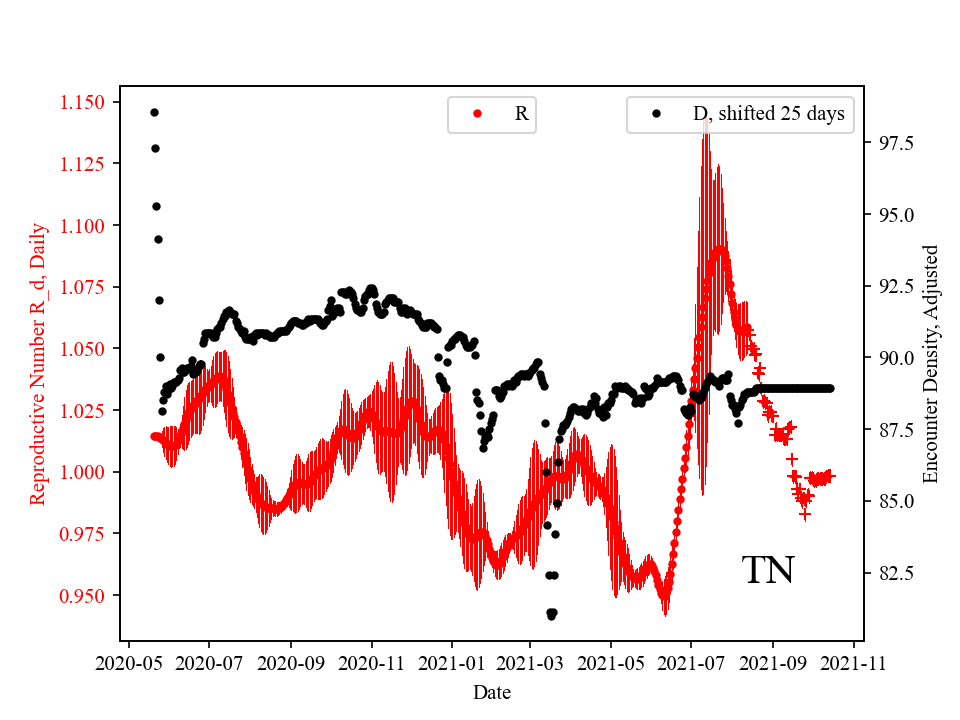 R
D, shifted 25 days
Reproductive Number R_d, Daily
1.150
1.125
1.100
1.075
1.050
1.025
1.000
0.975
0.950
97.5
95.0
92.5
90.0
87.5
85.0
82.5
Encounter Density, Adjusted
TN
2020-05 2020-07 2020-09 2020-11 2021-01 2021-03 2021-05 2021-07 2021-09 2021-11
Date